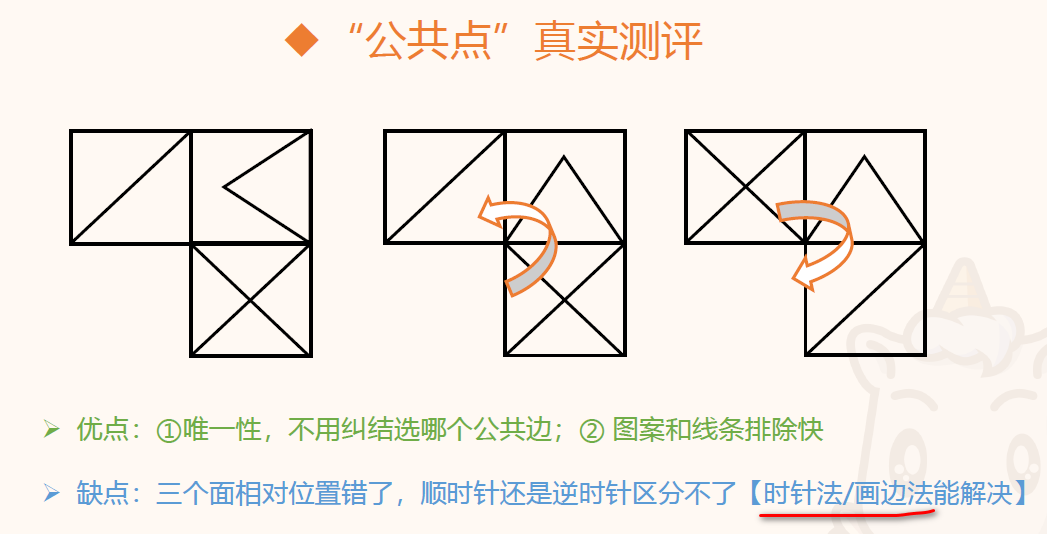 “公共点”真实测评
优点：①唯一性，不用纠结选哪个公共边；② 图案和线条排除快
缺点：三个面相对位置错了，顺时针还是逆时针区分不了【时针法/画边法能解决】